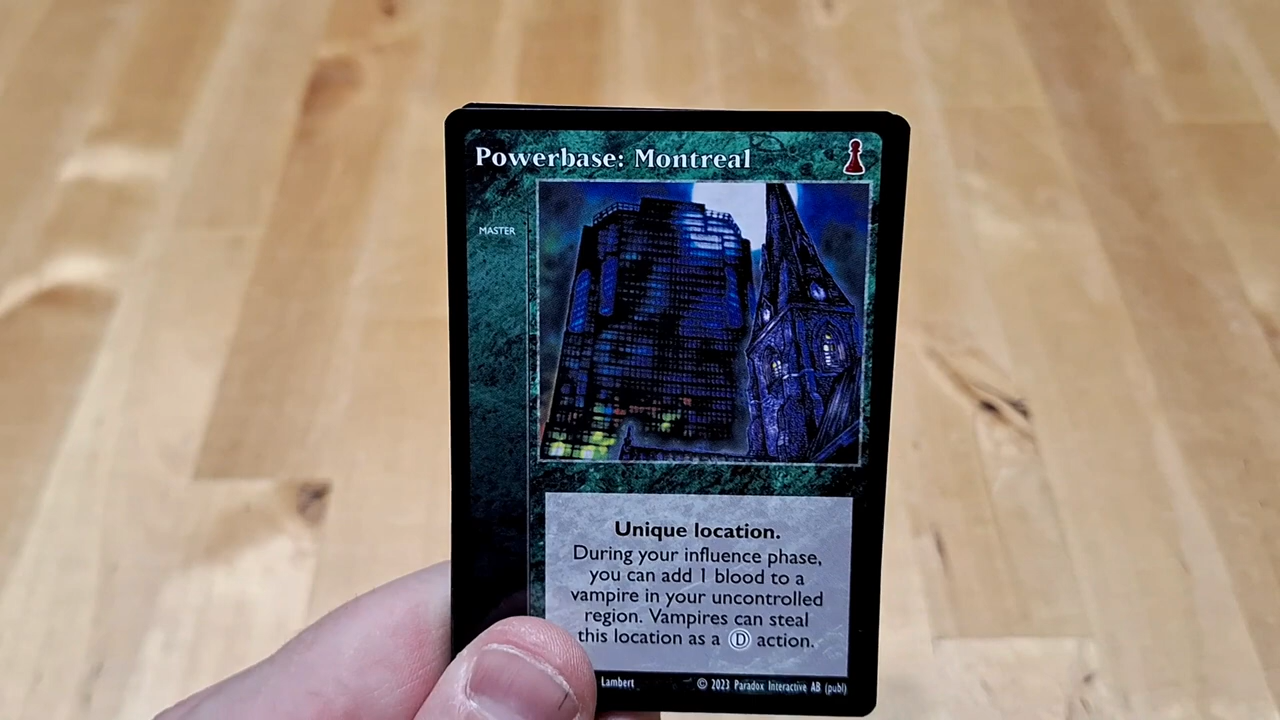 Powerbase: Montreal
MASTER
Unique location.
During your influence phase,
you can add 1 blood to a
vampire in your uncontrolled
region. Vampires can steal
this location as a Ⓓ action.
Lambert © 2023 Paradox Interactive AB (publ)